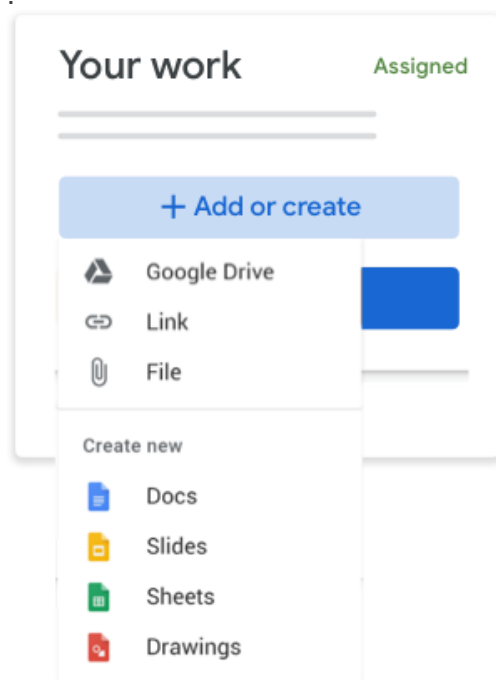 Your work
Assigned
+ Add or create
Google Drive
Link
File
Create new
Docs
Slides
Sheets
Drawings